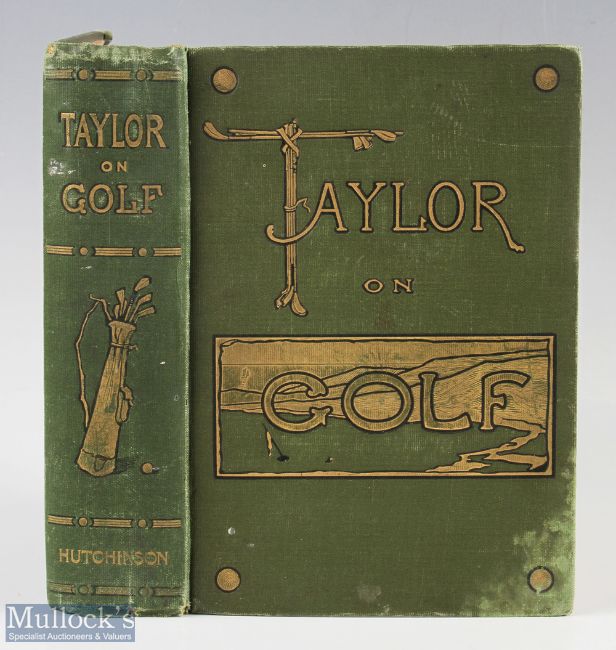 TAYLOR
ON
GOLF
HUTCHINSON
TAYLOR
ON
GOLF
Mullock's
Specialist Auctioneers & Valuers